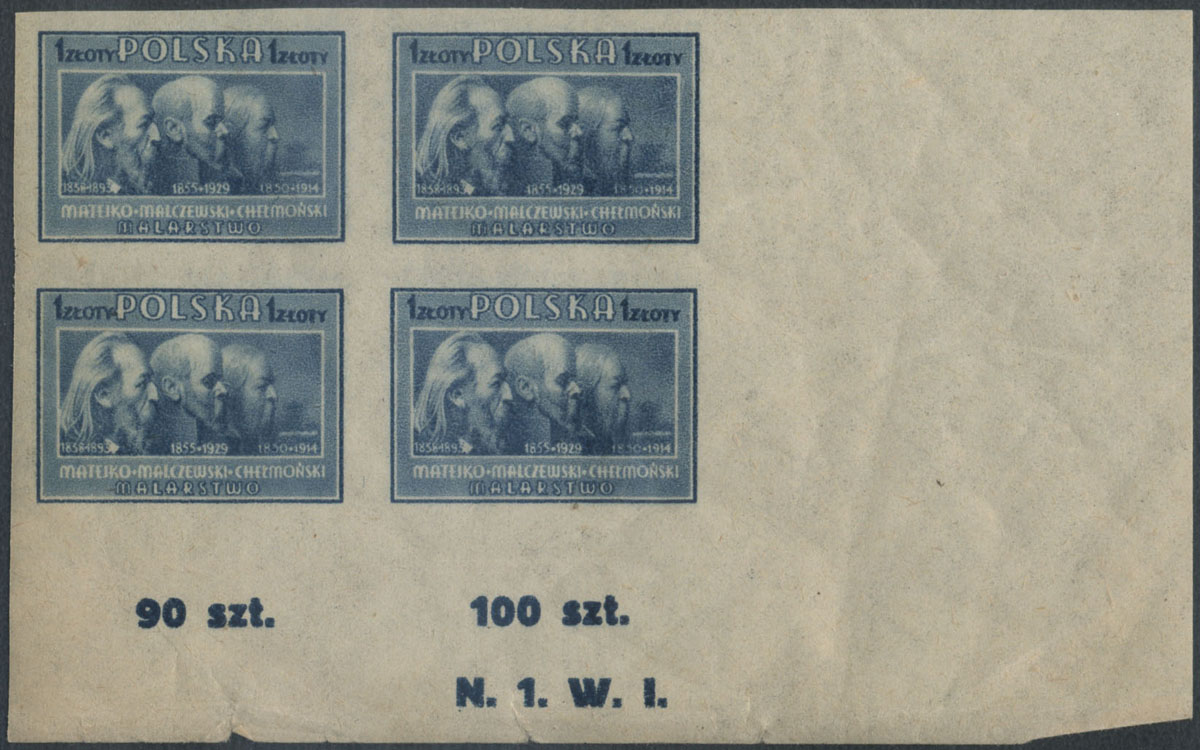 1 ZŁOTY POLSKA 1 ZŁOTY
1838-1893 1855•1929 1850•1914
MATEJKO•MALCZEWSKI•CHEŁMOŃSKI
MALARSTWO
1 ZŁOTY POLSKA 1 ZŁOTY
1838-1893 1855•1929 1850•1914
MATEJKO•MALCZEWSKI•CHEŁMOŃSKI
MALARSTWO
1 ZŁOTY POLSKA 1 ZŁOTY
1838-1893 1855•1929 1850•1914
MATEJKO•MALCZEWSKI•CHEŁMOŃSKI
MALARSTWO
1 ZŁOTY POLSKA 1 ZŁOTY
1838-1893 1855•1929 1850•1914
MATEJKO•MALCZEWSKI•CHEŁMOŃSKI
MALARSTWO
90 szt. 100 szt.
N. 1. W. I.